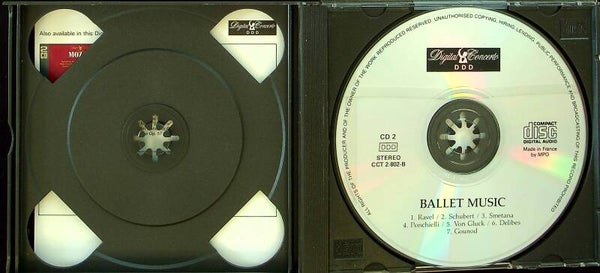 Also available in this
Digital Concerto
DDD
MOZ
Op. 5
ALL RIGHTS OF THE PRODUCER AND OF THE OWNER OF THE WORK REPRODUCED RESERVED. UNAUTHORISED COPYING, HIRING, LENDING, PUBLIC PERFORMANCE AND BROADCASTING OF THIS RECORD PROHIBITED
Digital Concerto
DDD
CD 2
DDD
STEREO
CCT 2-802-B
COMPACT
disc
DIGITAL AUDIO
Made in France
by MPO
BALLET MUSIC
1. Ravel / 2. Schubert / 3. Smetana
4. Ponchielli / 5. Von Gluck / 6. Delibes
7. Gounod